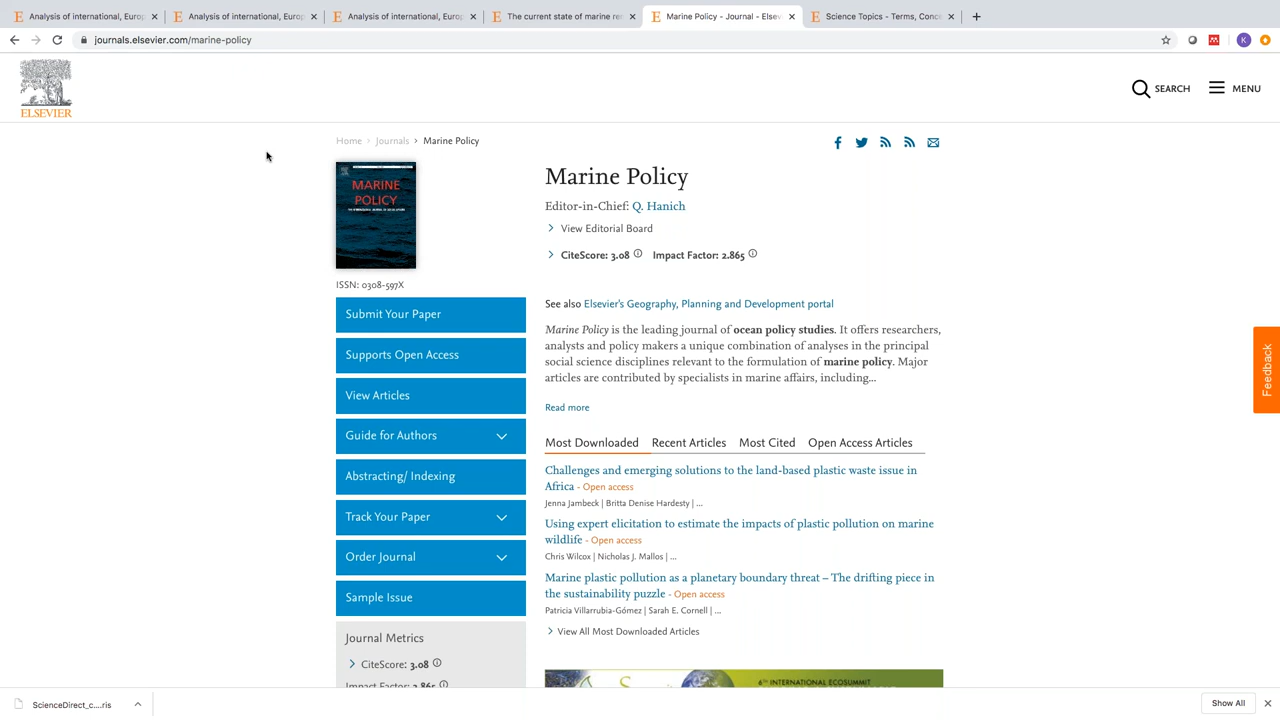 Analysis of international, Europ
Analysis of international, Europ
Analysis of international, Europ
The current state of marine re
Marine Policy - Journal - Elsev
Science Topics - Terms, Conc
journals.elsevier.com/marine-policy
K
ELSEVIER
SEARCH
MENU
Home > Journals > Marine Policy
MARINE
POLICY
ISSN: 0308-597X
Submit Your Paper
Supports Open Access
View Articles
Guide for Authors
Abstracting/ Indexing
Track Your Paper
Order Journal
Sample Issue
Journal Metrics
CiteScore: 3.08
Impact Factor: 2.865
Marine Policy
Editor-in-Chief: Q. Hanich
View Editorial Board
CiteScore: 3.08 Impact Factor: 2.865
See also Elsevier's Geography, Planning and Development portal
Marine Policy is the leading journal of ocean policy studies. It offers researchers,
analysts and policy makers a unique combination of analyses in the principal
social science disciplines relevant to the formulation of marine policy. Major
articles are contributed by specialists in marine affairs, including...
Read more
Most Downloaded Recent Articles Most Cited Open Access Articles
Challenges and emerging solutions to the land-based plastic waste issue in
Africa - Open access
Jenna Jambeck | Britta Denise Hardesty | ...
Using expert elicitation to estimate the impacts of plastic pollution on marine
wildlife - Open access
Chris Wilcox | Nicholas J. Mallos | ...
Marine plastic pollution as a planetary boundary threat – The drifting piece in
the sustainability puzzle - Open access
Patricia Villarrubia-Gómez | Sarah E. Cornell | ...
View All Most Downloaded Articles
6TH INTERNATIONAL ECOSUMMIT
Feedback
ScienceDirect_c....ris
Show All